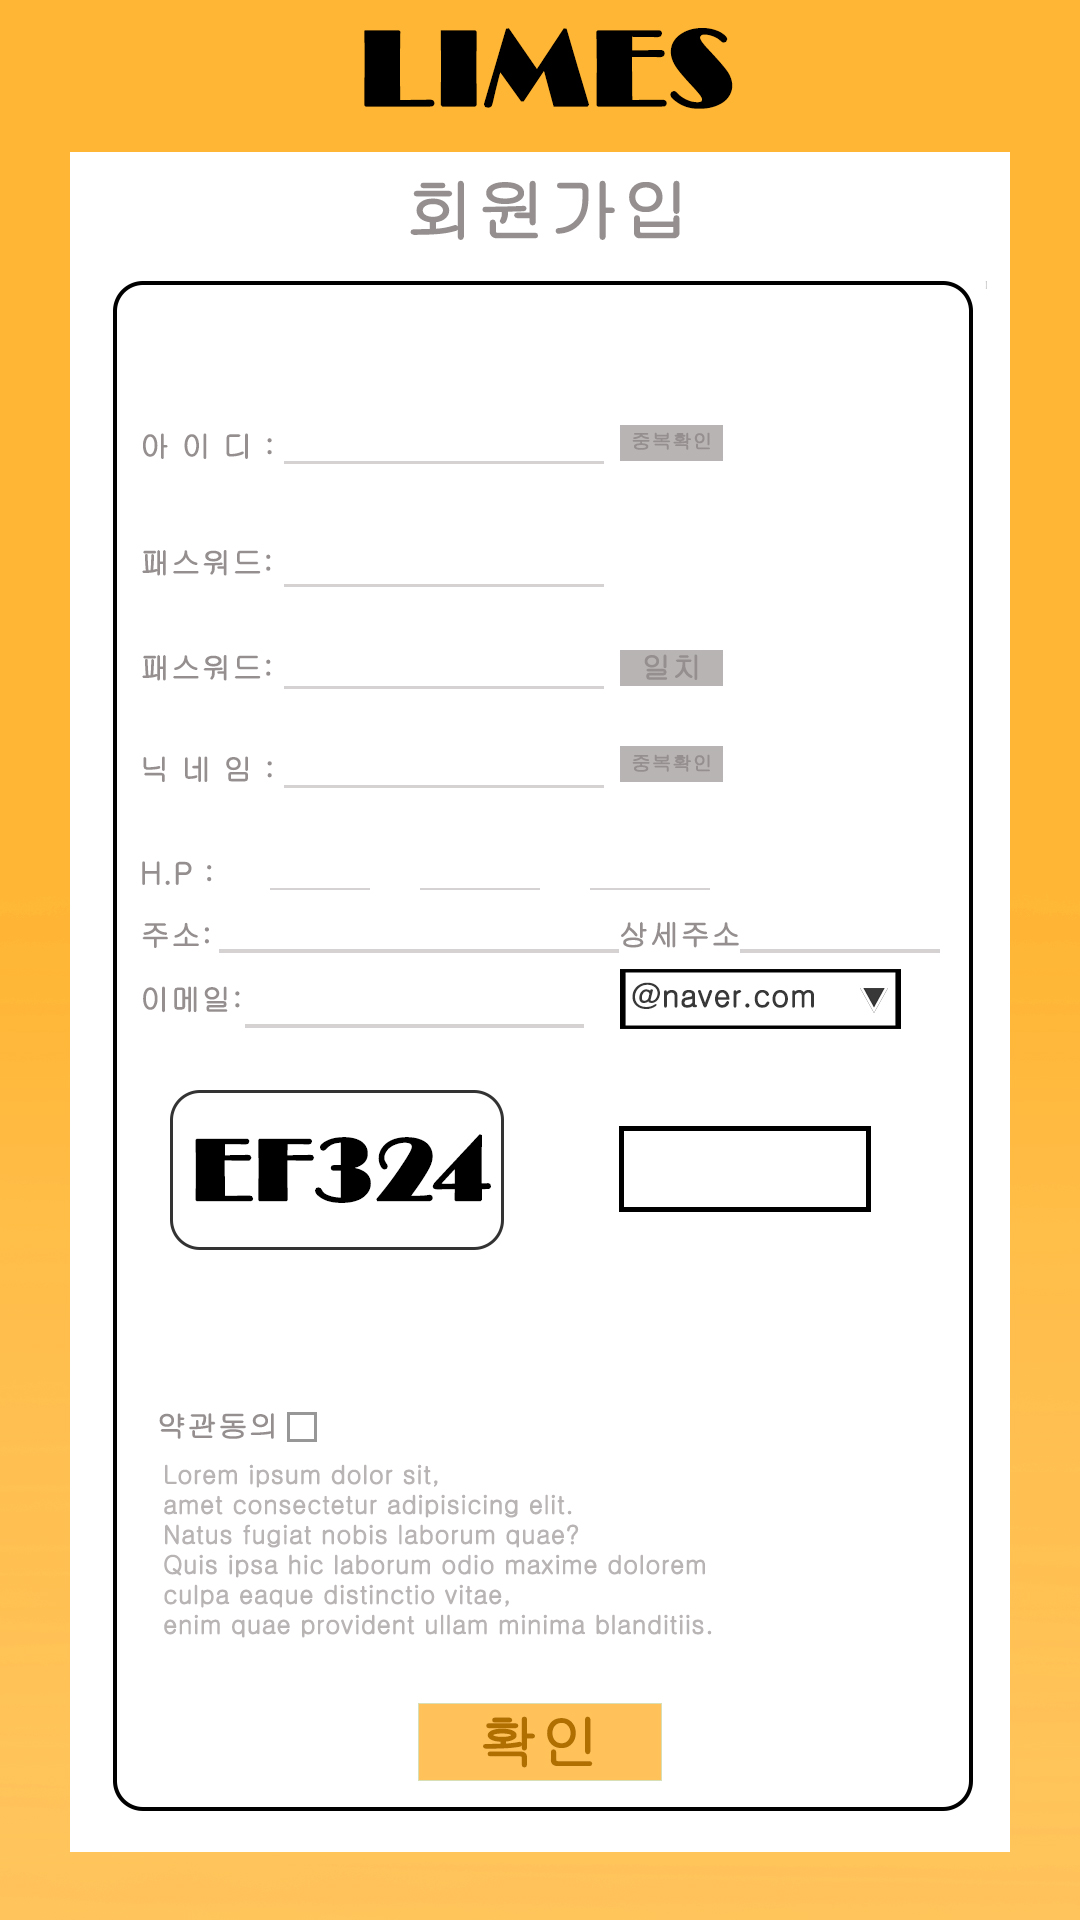 LIMES
회원가입
아 이 디 : 중복확인
패스워드:
패스워드: 일치
닉 네 임 : 중복확인
H.P :
주소: 상세주소
이메일: @naver.com ▼
EF324
약관동의
Lorem ipsum dolor sit,
amet consectetur adipisicing elit.
Natus fugiat nobis laborum quae?
Quis ipsa hic laborum odio maxime dolorem
culpa eaque distinctio vitae,
enim quae provident ullam minima blanditiis.
확인